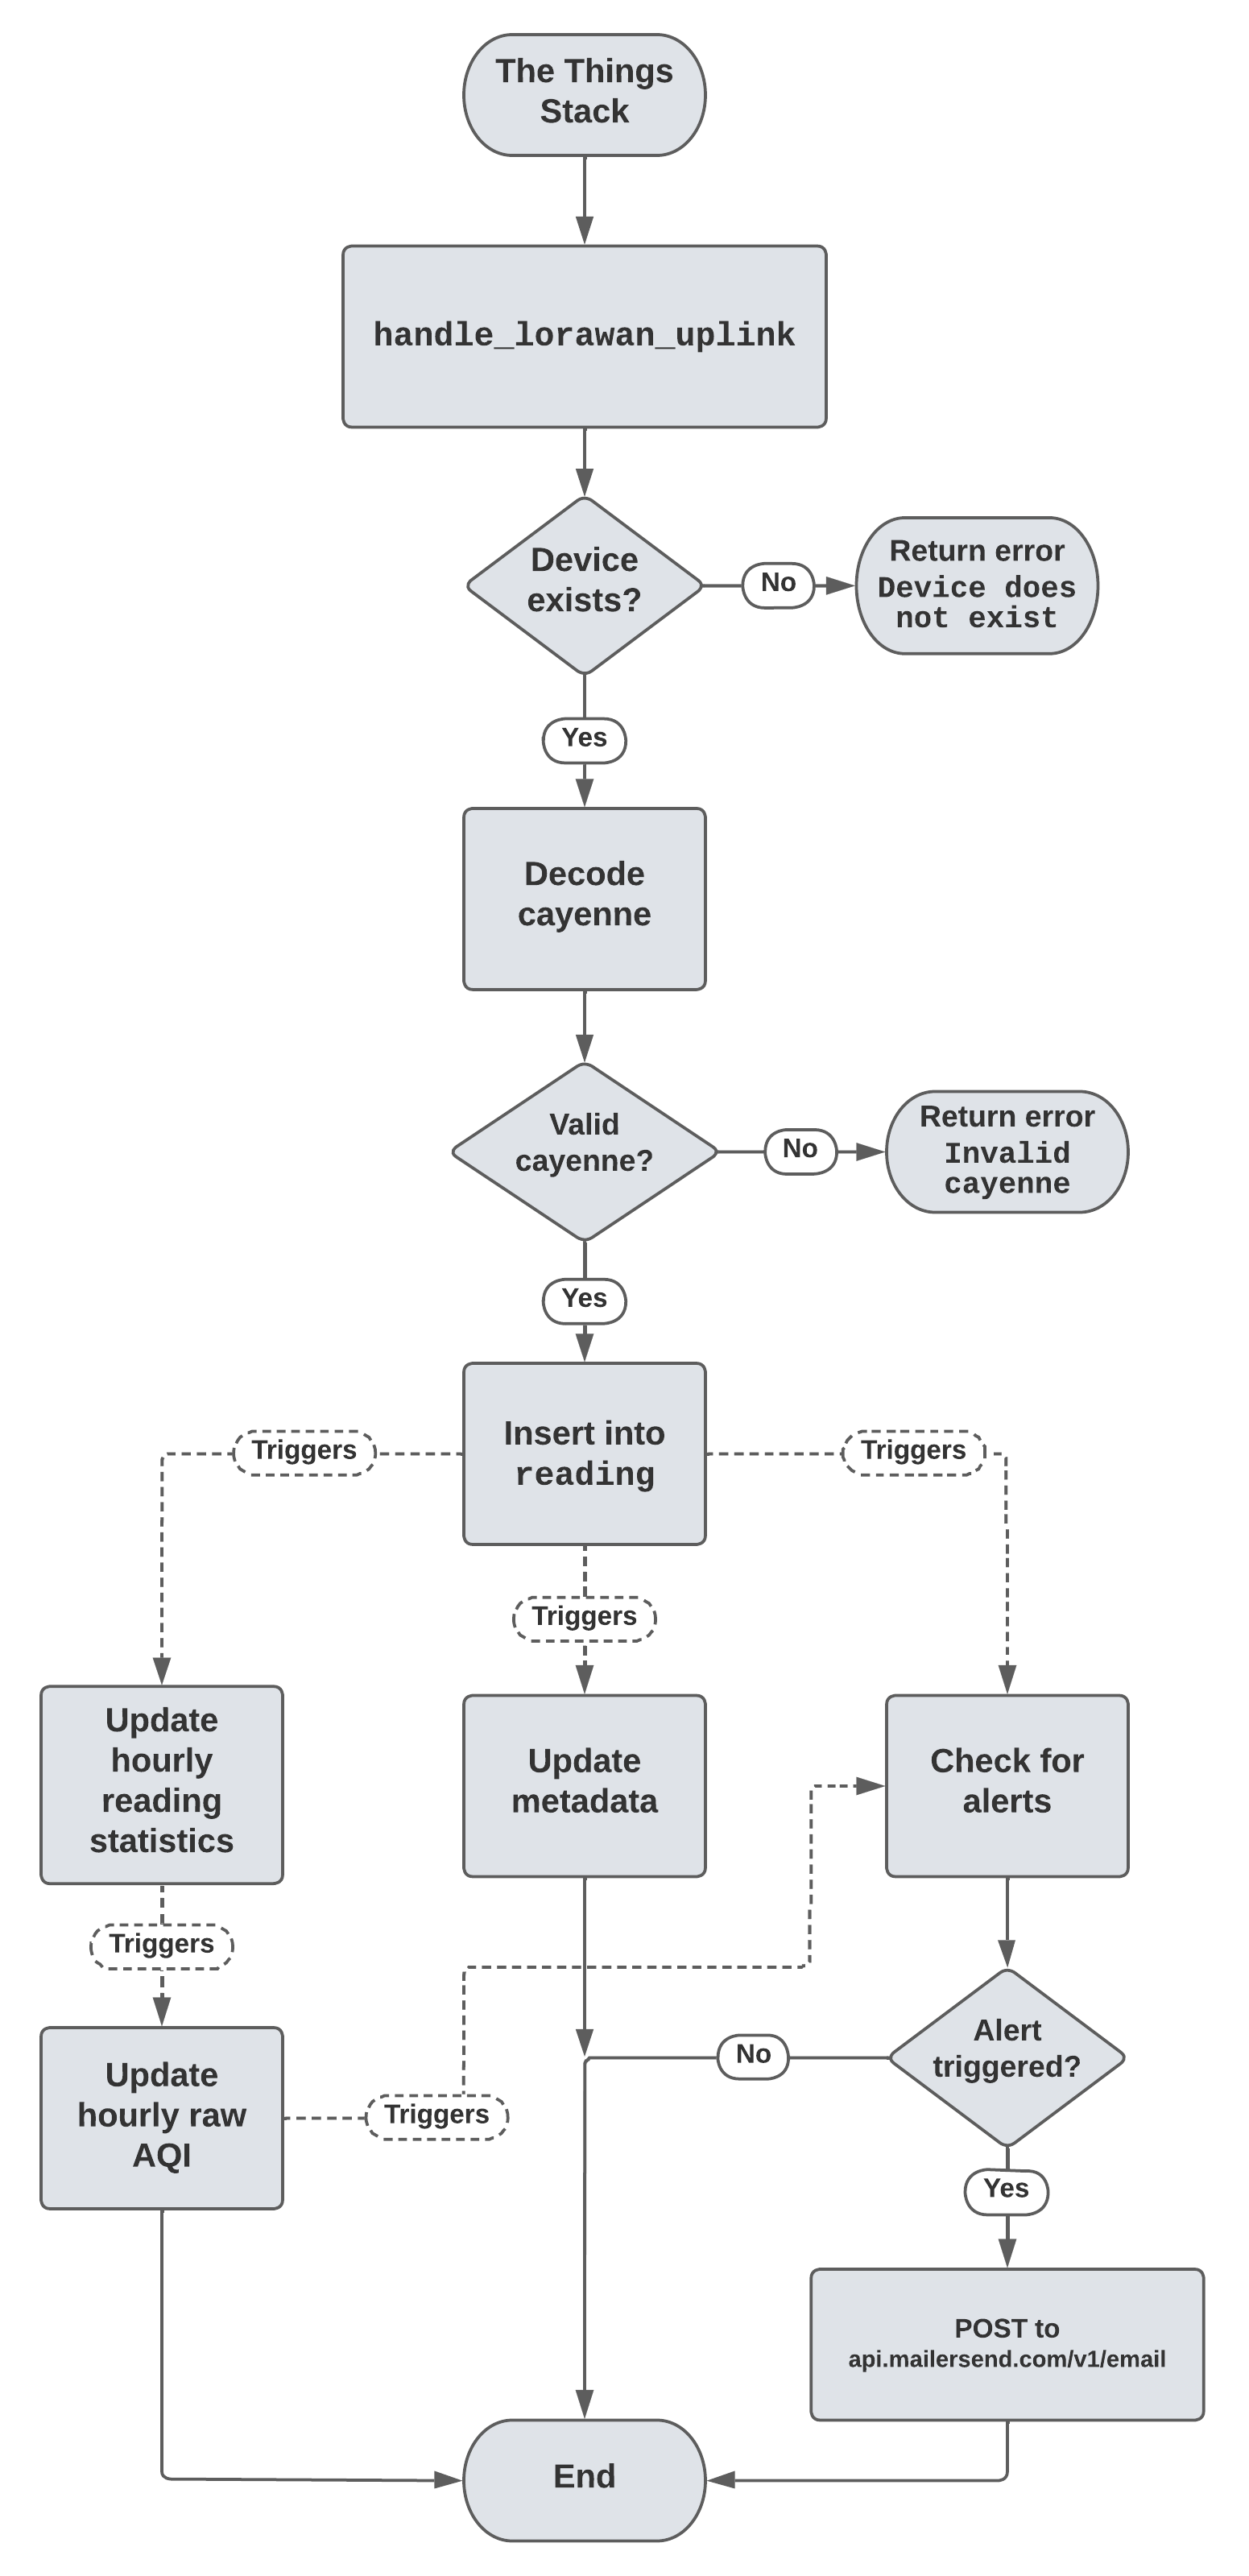 The Things
Stack
handle_lorawan_uplink
Device
exists?
No
Return error
Device does
not exist
Yes
Decode
cayenne
Valid
cayenne?
No
Return error
Invalid
cayenne
Yes
Insert into
reading
Triggers
Triggers
Triggers
Update
hourly
reading
statistics
Update
metadata
Check for
alerts
Triggers
Update
hourly raw
AQI
Triggers
No
Alert
triggered?
Yes
POST to
api.mailersend.com/v1/email
End